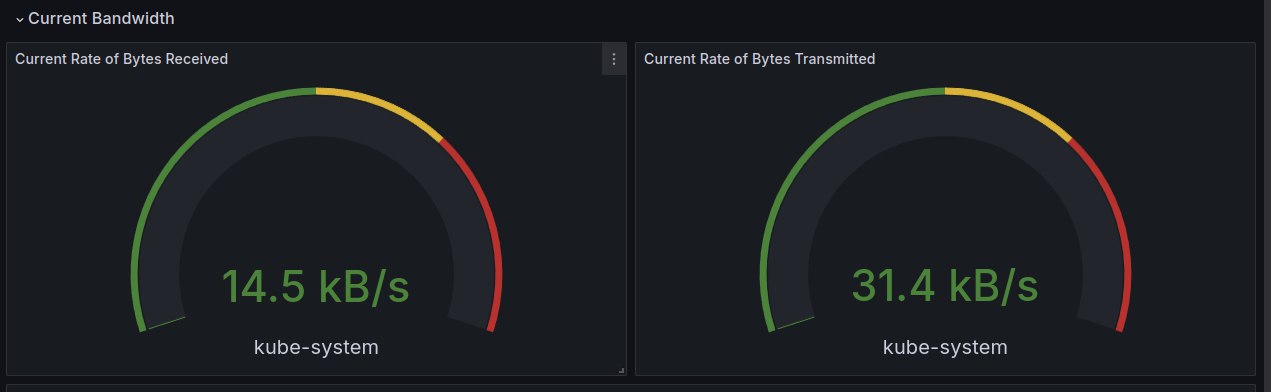 Current Bandwidth
Current Rate of Bytes Received
14.5 kB/s
kube-system
Current Rate of Bytes Transmitted
31.4 kB/s
kube-system